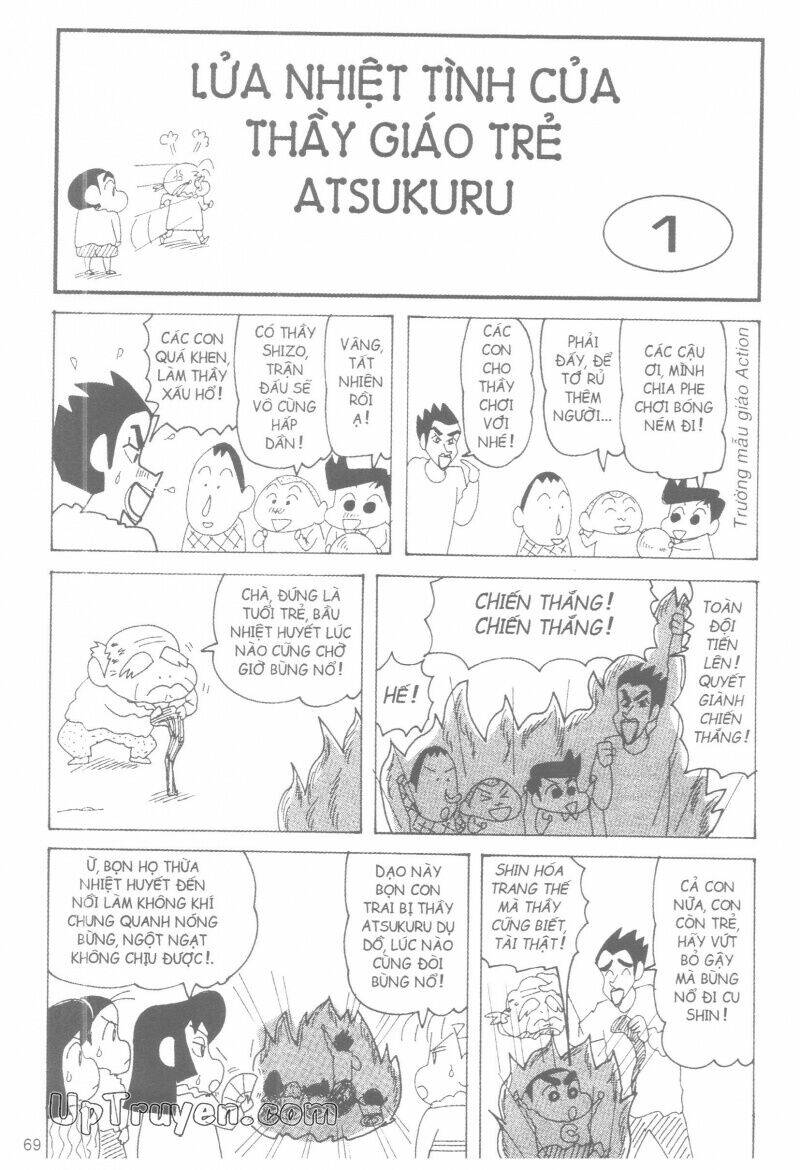 LỬA NHIỆT TÌNH CỦA
THẦY GIÁO TRẺ
ATSUKURU
1
Trường mẫu giáo Action
CÁC CẬU
ƠI, MÌNH
CHIA PHE
CHƠI BÓNG
NÉM ĐI!
PHẢI
ĐẤY, ĐỂ
TỚ RỦ
THÊM
NGƯỜI...
CÁC
CON
CHO
THẦY
CHƠI
VỚI
NHÉ!
VÂNG,
TẤT
NHIÊN
RỒI
Ạ!
CÓ THẦY
SHIZO,
TRẬN
ĐẤU SẼ
VÔ CÙNG
HẤP
DẪN!
CÁC CON
QUÁ KHEN,
LÀM THẦY
XẤU HỔ!
TOÀN
ĐỘI
TIẾN
LÊN!
QUYẾT
GIÀNH
CHIẾN
THẮNG!
CHIẾN THẮNG!
CHIẾN THẮNG!
HẾ!
CHÀ, ĐÚNG LÀ
TUỔI TRẺ, BẦU
NHIỆT HUYẾT LÚC
NÀO CŨNG CHỜ
GIỜ BÙNG NỔ!
CẢ CON
NỮA, CON
CÒN TRẺ,
HÃY VỨT
BỎ GẬY
MÀ BÙNG
NỔ ĐI CU
SHIN!
SHIN HÓA
TRANG THẾ
MÀ THẦY
CŨNG BIẾT,
TÀI THẬT!
DẠO NÀY
BỌN CON
TRAI BỊ THẦY
ATSUKURU DỤ
DỖ, LÚC NÀO
CŨNG ĐÒI
BÙNG NỔ!
Ừ, BỌN HỌ THỪA
NHIỆT HUYẾT ĐẾN
NỖI LÀM KHÔNG KHÍ
CHUNG QUANH NÓNG
BỪNG, NGỘT NGẠT
KHÔNG CHỊU ĐƯỢC!.
UpTruyen.com
69